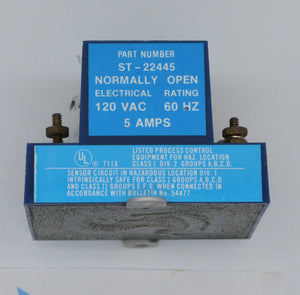 PART NUMBER
ST-22445
NORMALLY OPEN
ELECTRICAL RATING
120 VAC 60 HZ
5 AMPS
UL
LISTED PROCESS CONTROL
EQUIPMENT FOR HAZ. LOCATION
711X CLASS I DIV. 2 GROUPS A,B,C,D.
SENSOR CIRCUIT IN HAZARDOUS LOCATION DIV. 1
INTRINSICALLY SAFE FOR CLASS I GROUPS A,B,C,D
AND CLASS II GROUPS E,F,G WHEN CONNECTED IN
ACCORDANCE WITH BULLETIN No. 54477